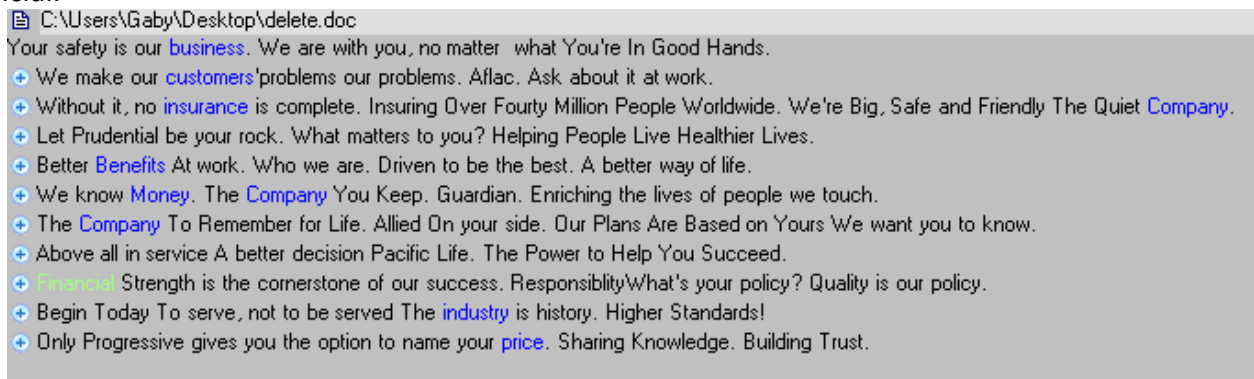 C:\Users\Gaby\Desktop\delete.doc
Your safety is our business. We are with you, no matter  what You're In Good Hands.
We make our customers'problems our problems. Aflac. Ask about it at work.
Without it, no insurance is complete. Insuring Over Fourty Million People Worldwide. We're Big, Safe and Friendly The Quiet Company.
Let Prudential be your rock. What matters to you? Helping People Live Healthier Lives.
Better Benefits At work. Who we are. Driven to be the best. A better way of life.
We know Money. The Company You Keep. Guardian. Enriching the lives of people we touch.
The Company To Remember for Life. Allied On your side. Our Plans Are Based on Yours We want you to know.
Above all in service A better decision Pacific Life. The Power to Help You Succeed.
Financial Strength is the cornerstone of our success. ResponsiblityWhat's your policy? Quality is our policy.
Begin Today To serve, not to be served The industry is history. Higher Standards!
Only Progressive gives you the option to name your price. Sharing Knowledge. Building Trust.